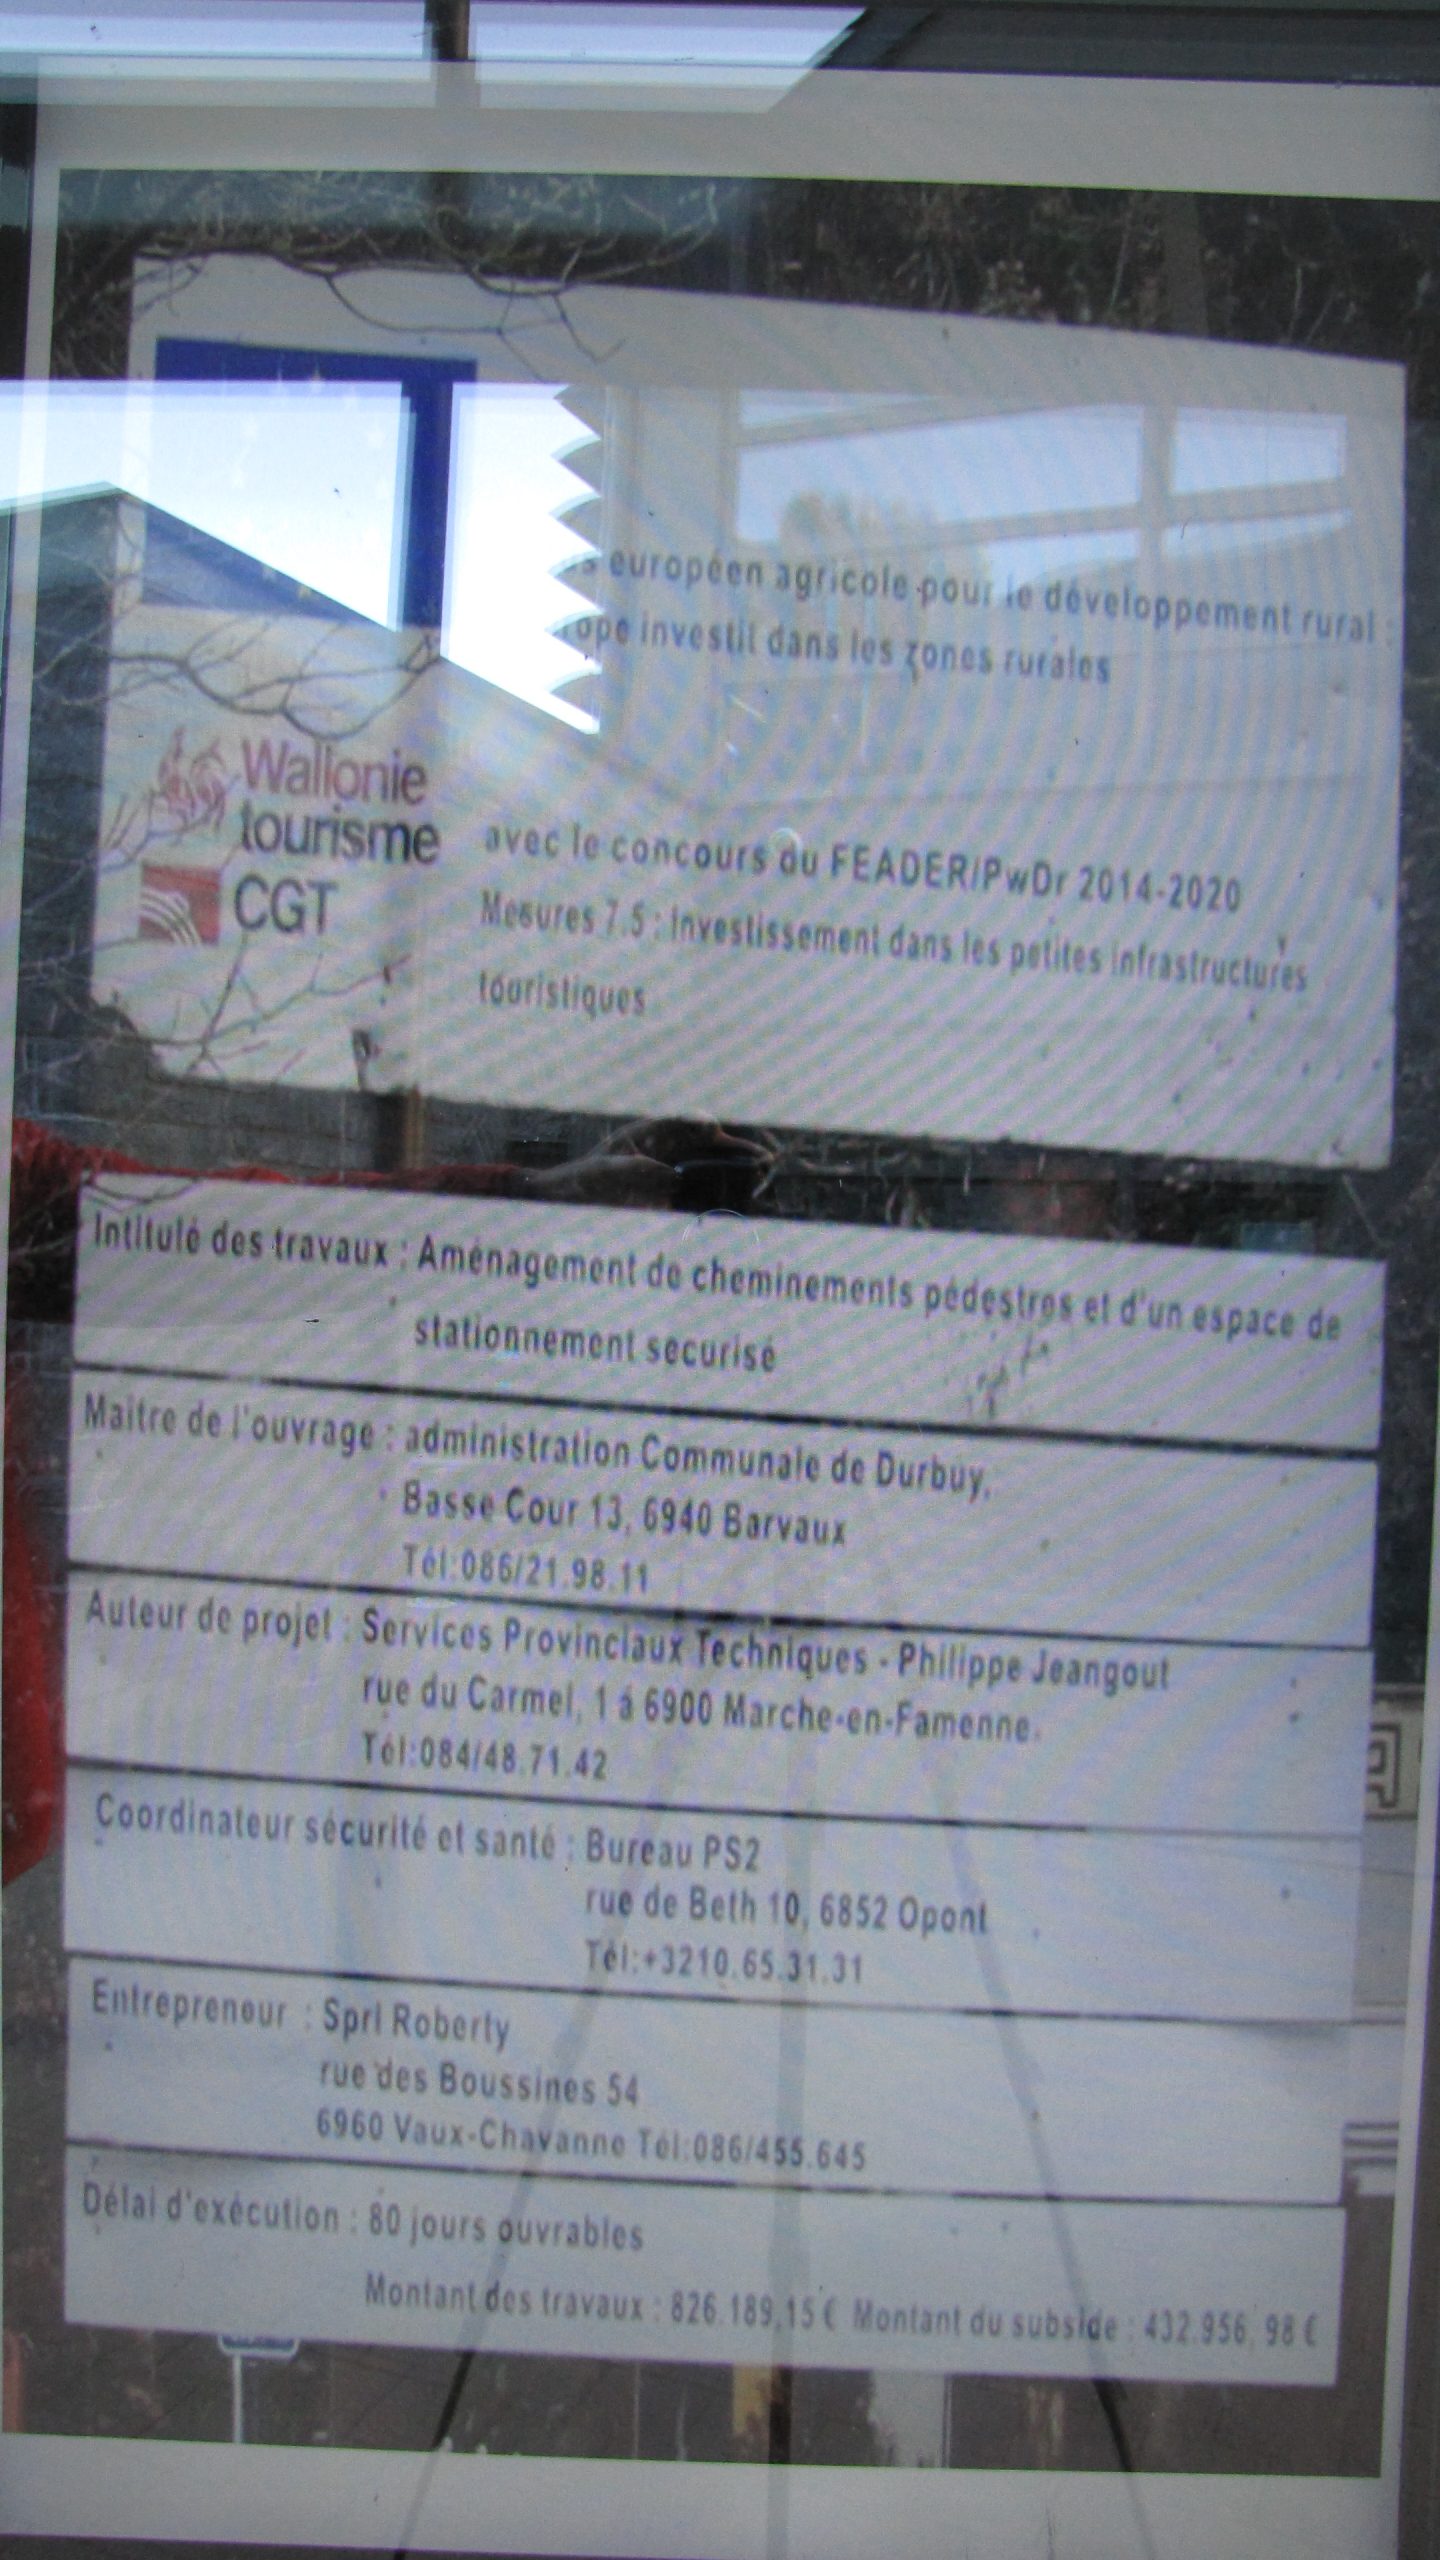 européen agricole pour le développement rural :
investit dans les zones rurales
Wallonie
tourisme
CGT
avec le concours du FEADER/PwDr 2014-2020
Mesures 7.5 : Investissement dans les petites infrastructures
touristiques
Intitulé des travaux : Aménagement de cheminements pédestres et d'un espace de
stationnement securisé
Maitre de l'ouvrage : administration Communale de Durbuy,
Basse Cour 13, 6940 Barvaux
Tél:086/21.98.11
Auteur de projet : Services Provinciaux Techniques - Philippe Jeangout
rue du Carmel, 1 à 6900 Marche-en-Famenne.
Tél:084/48.71.42
Coordinateur sécurité et santé : Bureau PS2
rue de Beth 10, 6852 Opont
Tél:+3210.65.31.31
Entrepreneur : Sprl Roberty
rue des Boussines 54
6960 Vaux-Chavanne Tél:086/455.645
Délai d'exécution : 80 jours ouvrables
Montant des travaux : 826.189,15 € Montant du subside : 432.956, 98 €